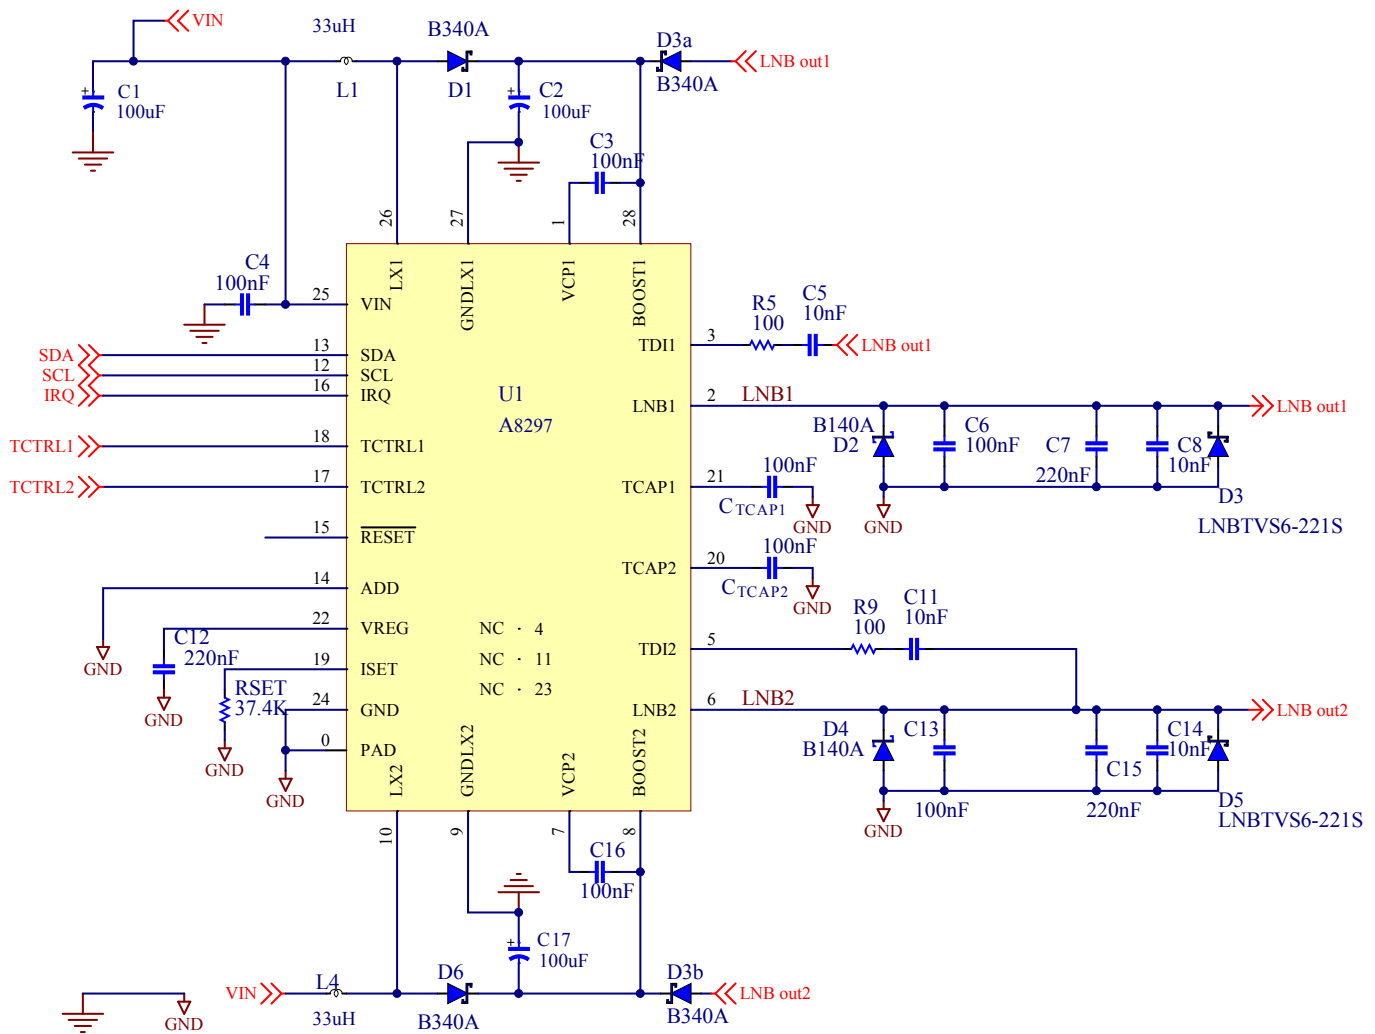 VIN
33uH
B340A
D3a
LNB out1
L1
D1
B340A
C1
100uF
C2
100uF
C3
100nF
26
27
1
28
C4
100nF
LX1
GNDLX1
VCP1
BOOST1
25
VIN
R5
100
C5
10nF
3
TDI1
LNB out1
SDA
13
SDA
SCL
12
SCL
IRQ
16
IRQ
U1
A8297
LNB1
2
LNB1
LNB out1
B140A
D2
C6
100nF
C7
220nF
C8
10nF
D3
LNBTVS6-221S
TCTRL1
18
TCTRL1
TCTRL2
17
TCTRL2
TCAP1
21
100nF
CTCAP1
GND
GND
15
RESET
TCAP2
20
100nF
CTCAP2
GND
14
ADD
GND
22
VREG
C12
220nF
GND
NC · 4
NC · 11
NC · 23
TDI2
5
R9
100
C11
10nF
19
ISET
RSET
37.4K
GND
24
GND
0
PAD
GND
LNB2
6
LNB2
LNB out2
D4
B140A
C13
100nF
C15
220nF
C14
10nF
D5
LNBTVS6-221S
GND
LX2
GNDLX2
VCP2
BOOST2
10
9
7
8
C16
100nF
C17
100uF
VIN
L4
33uH
D6
B340A
D3b
B340A
LNB out2
GND